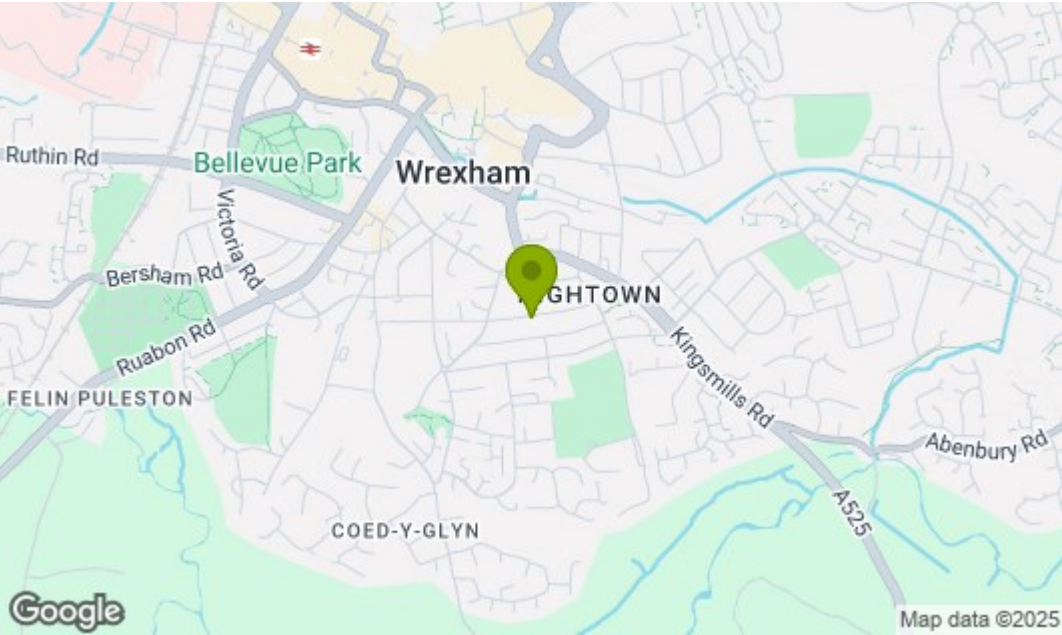 Ruthin Rd
Bellevue Park
Wrexham
Victoria Rd
Bersham Rd
GHTOWN
Ruabon Rd
Kingsmills Rd
FELIN PULESTON
Abenbury Rd
A525
COED-Y-GLYN
Google
Map data ©2025